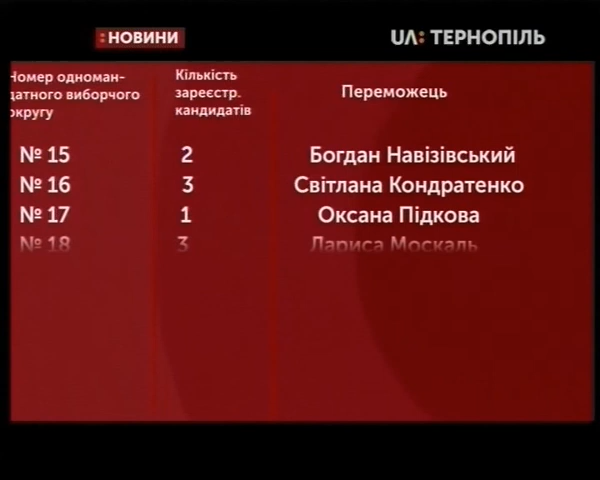 :НОВИНИ
UA: ТЕРНОПІЛЬ
Номер одноман-
датного виборчого
округу
Кількість
зареєстр.
кандидатів
Переможець
№ 15 2 Богдан Навізівський
№ 16 3 Світлана Кондратенко
№ 17 1 Оксана Підкова
№ 18 3 Лариса Москаль